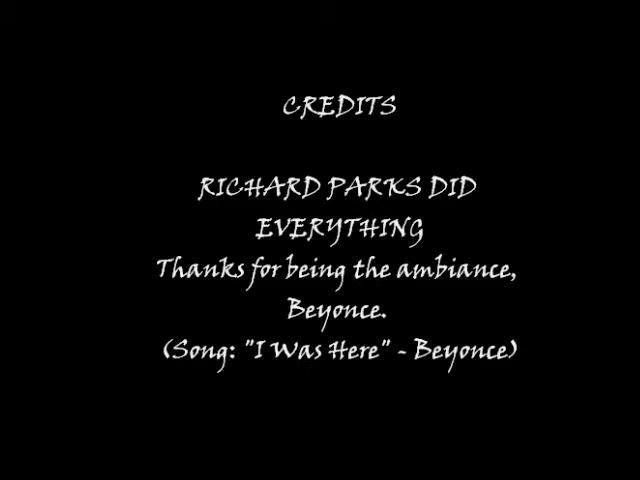 CREDITS
RICHARD PARKS DID
EVERYTHING
Thanks for being the ambiance,
Beyonce.
(Song: "I Was Here" - Beyonce)